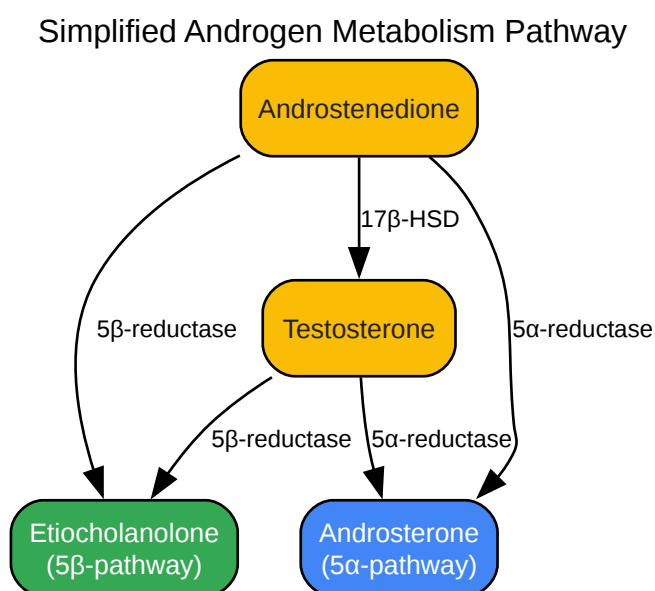 Simplified Androgen Metabolism Pathway
Androstenedione
17β-HSD
5β-reductase
Testosterone
5α-reductase
5β-reductase
5α-reductase
Etiocholanolone
(5β-pathway)
Androsterone
(5α-pathway)